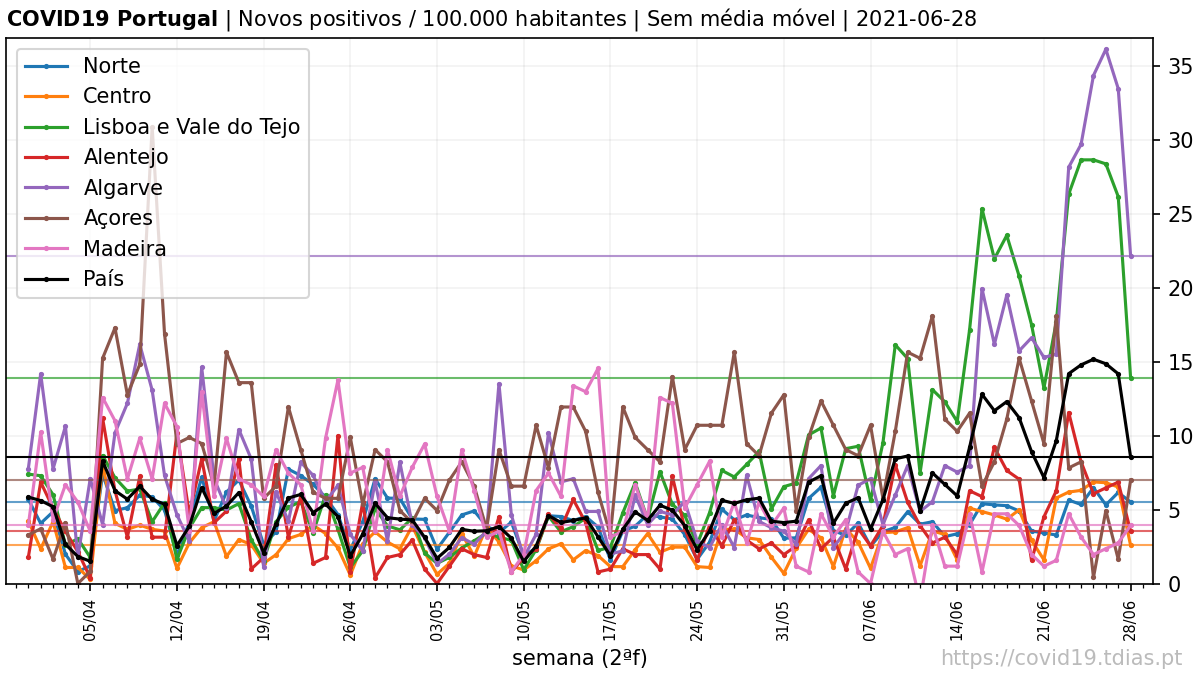 COVID19 Portugal | Novos positivos / 100.000 habitantes | Sem média móvel | 2021-06-28
Norte
Centro
Lisboa e Vale do Tejo
Alentejo
Algarve
Açores
Madeira
País
35
30
25
20
15
10
5
0
05/04
12/04
19/04
26/04
03/05
10/05
17/05
24/05
31/05
07/06
14/06
21/06
28/06
semana (2ªf)
https://covid19.tdias.pt